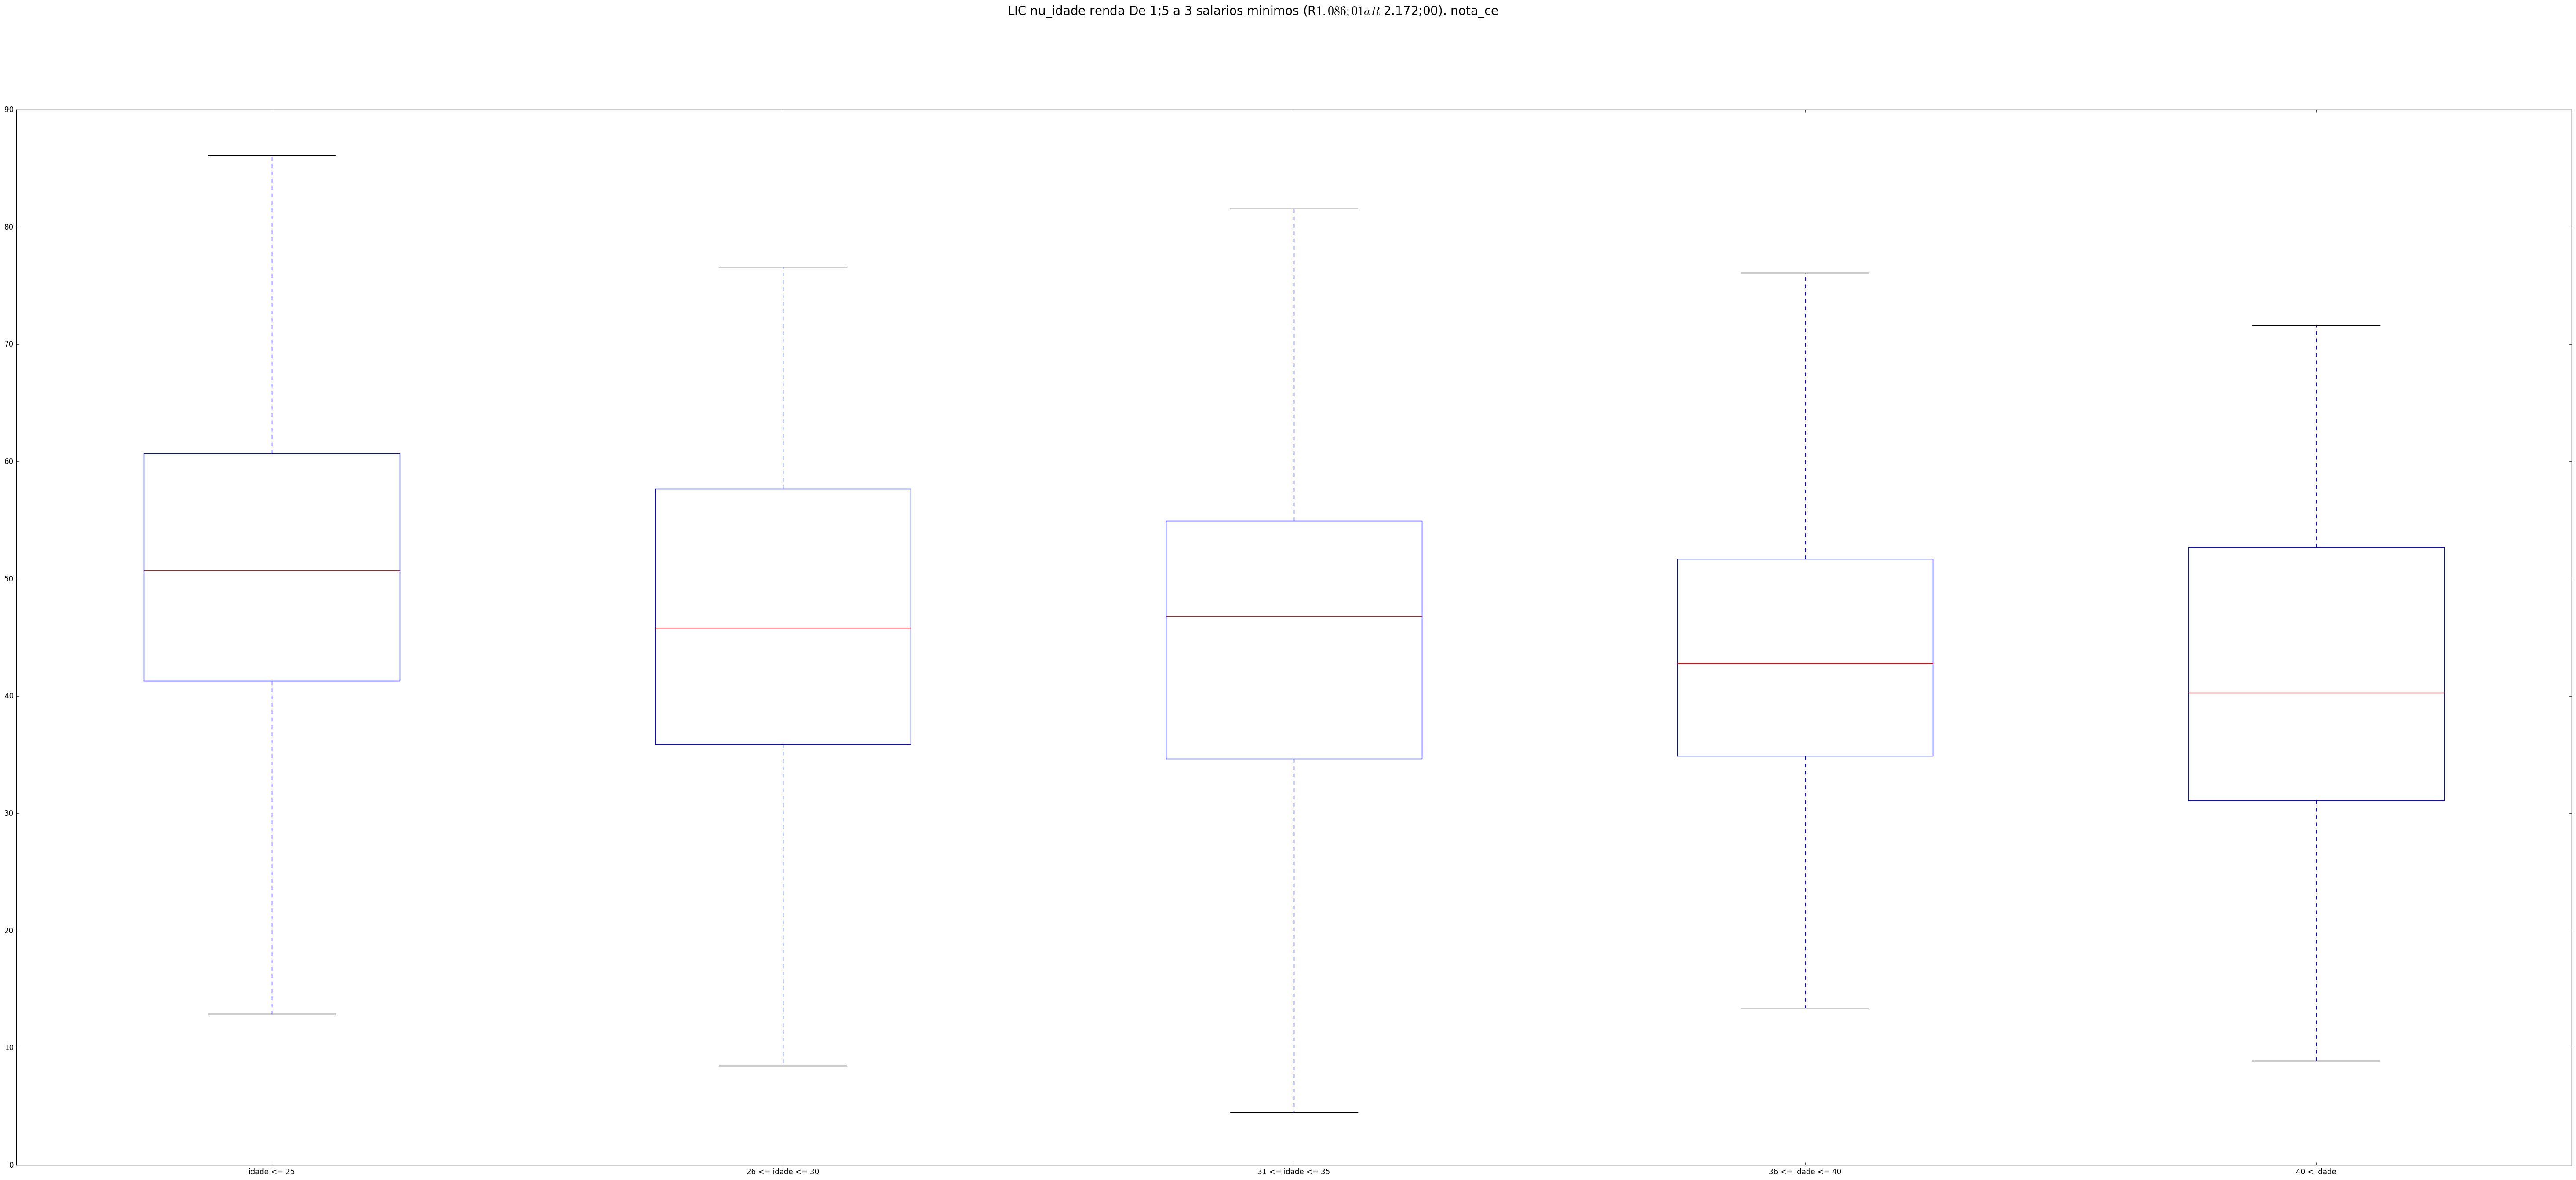 LIC nu_idade renda De 1;5 a 3 salarios minimos (R1.086;01aR 2.172;00). nota_ce
90
80
70
60
50
40
30
20
10
0
idade <= 25
26 <= idade <= 30
31 <= idade <= 35
36 <= idade <= 40
40 < idade